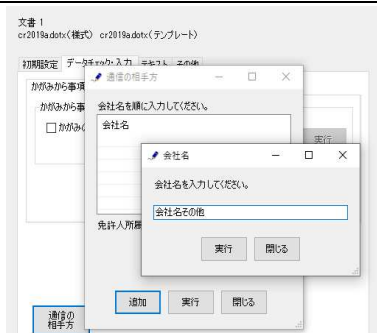 文書 1
cr2019a.dotx(様式) cr2019a.dotx(テンプレート)
初期設定 データチェック・入力 テキスト その他
かがみから事項
かがみから事
かがみの
実行
通信の相手方
会社名を順に入力してください。
会社名
免許人所属
追加 実行 閉じる
会社名
会社名を入力してください。
会社名その他
実行 閉じる
通信の
相手方